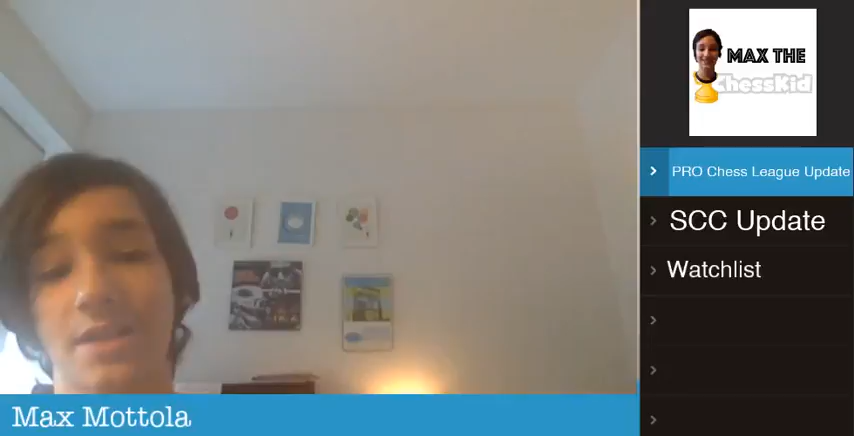 MAX THE
ChessKid
PRO Chess League Update
SCC Update
Watchlist
Max Mottola